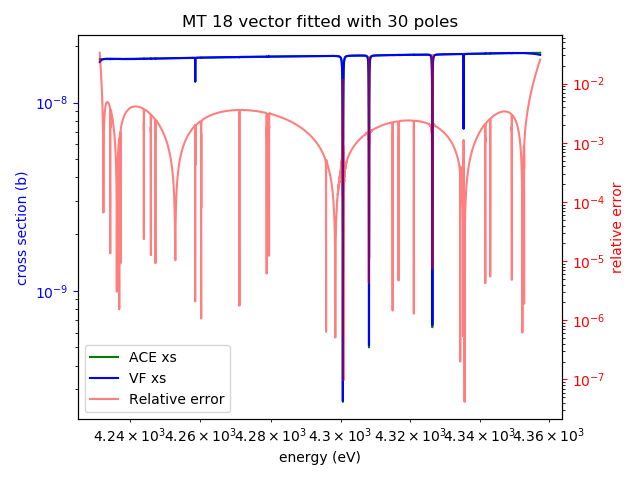 MT 18 vector fitted with 30 poles
cross section (b)
10⁻⁸
10⁻⁹
10⁻²
10⁻³
10⁻⁴
10⁻⁵
10⁻⁶
10⁻⁷
relative error
ACE xs
VF xs
Relative error
4.24 × 10³ 4.26 × 10³ 4.28 × 10³ 4.3 × 10³ 4.32 × 10³ 4.34 × 10³ 4.36 × 10³
energy (eV)